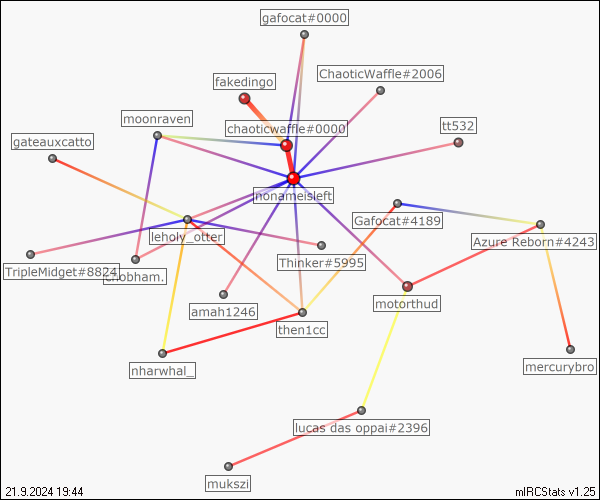 gafocat#0000
ChaoticWaffle#2006
fakedingo
moonraven
chaoticwaffle#0000
tt532
gateauxcatto
nonameisleft
Gafocat#4189
leholy_otter
Azure Reborn#4243
Thinker#5995
TripleMidget#8824
chobham.
amah1246
motorthud
then1cc
nharwhal_
mercurybro
lucas das oppai#2396
mukszi
21.9.2024 19:44
mIRCStats v1.25